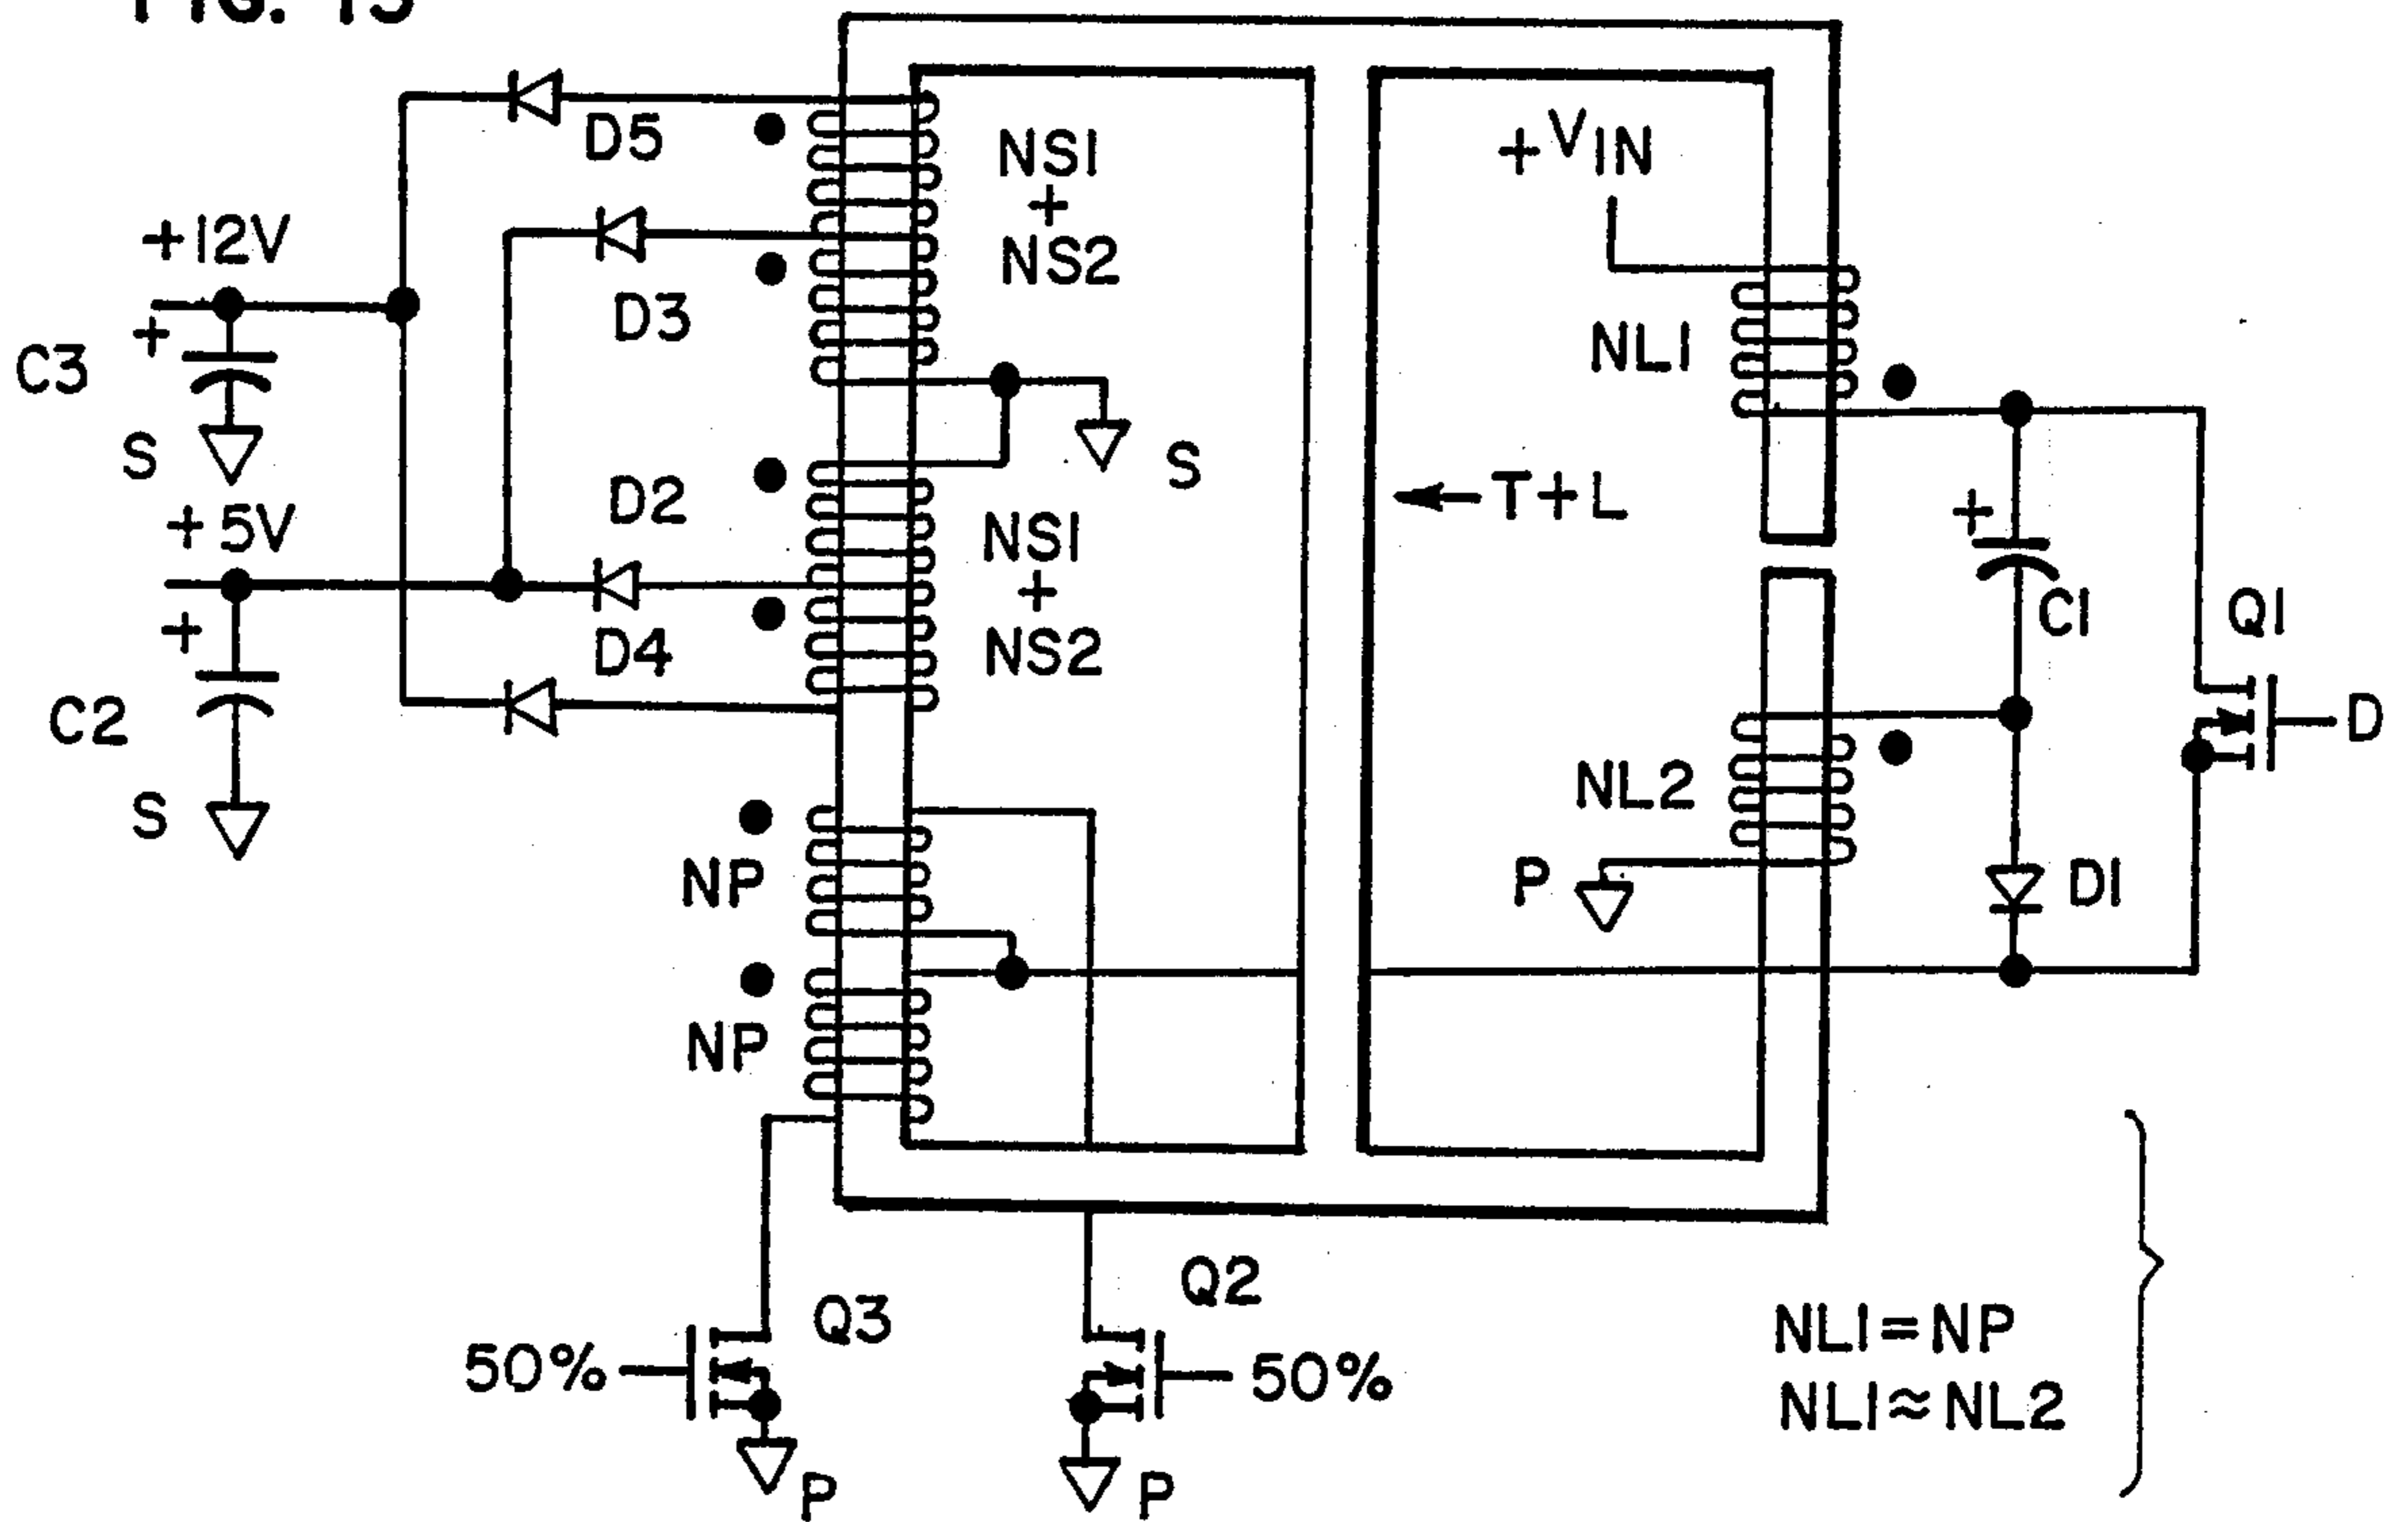 FIG. 13
D5
NS1
+
NS2
+VIN
+12V
D3
+
C3
NL1
S
S
D2
T+L
+5V
NS1
+
NS2
+
C1
Q1
+
D4
C2
D
NL2
S
NP
P
D1
NP
Q2
Q3
50%
50%
NL1=NP
NL1≈NL2
P
P